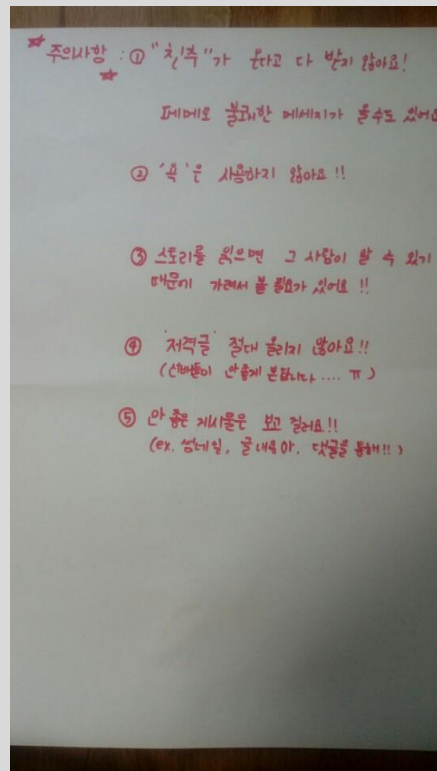 주의사항 : ① "친추"가 온다고 다 받지 않아요!
페메로 불쾌한 메세지가 올 수도 있어요
② '콕'은 사용하지 않아요 !!
③ 스토리를 읽으면 그 사람이 알 수 있기
때문에 가려서 볼 필요가 있어요 !!
④ '저격글' 절대 올리지 않아요!!
(선배들이 안좋게 본답니다.... ㅠ)
⑤ 안 좋은 게시물은 보고 걸러요!!
(ex. 썸네일, 글내용아, 댓글을 통해!!)